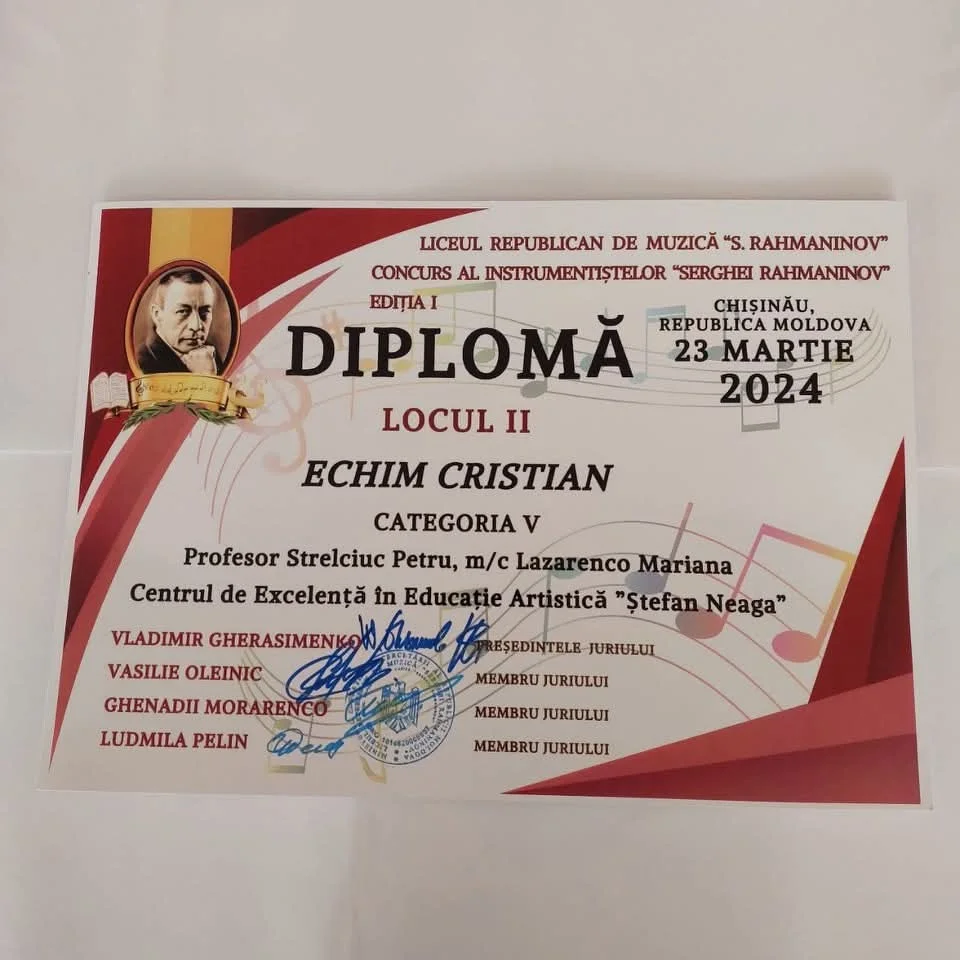 LICEUL REPUBLICAN DE MUZICĂ “S. RAHMANINOV”
CONCURS AL INSTRUMENTIȘTELOR “SERGHEI RAHMANINOV”
EDIȚIA I
CHIȘINĂU,
REPUBLICA MOLDOVA
23 MARTIE
2024
DIPLOMĂ
LOCUL II
ECHIM CRISTIAN
CATEGORIA V
Profesor Strelciuc Petru, m/c Lazarenco Mariana
Centrul de Excelență în Educație Artistică ”Ștefan Neaga”
VLADIMIR GHERASIMENKO PREȘEDINTELE JURIULUI
VASILIE OLEINIC MEMBRU JURIULUI
GHENADII MORARENCO MEMBRU JURIULUI
LUDMILA PELIN MEMBRU JURIULUI